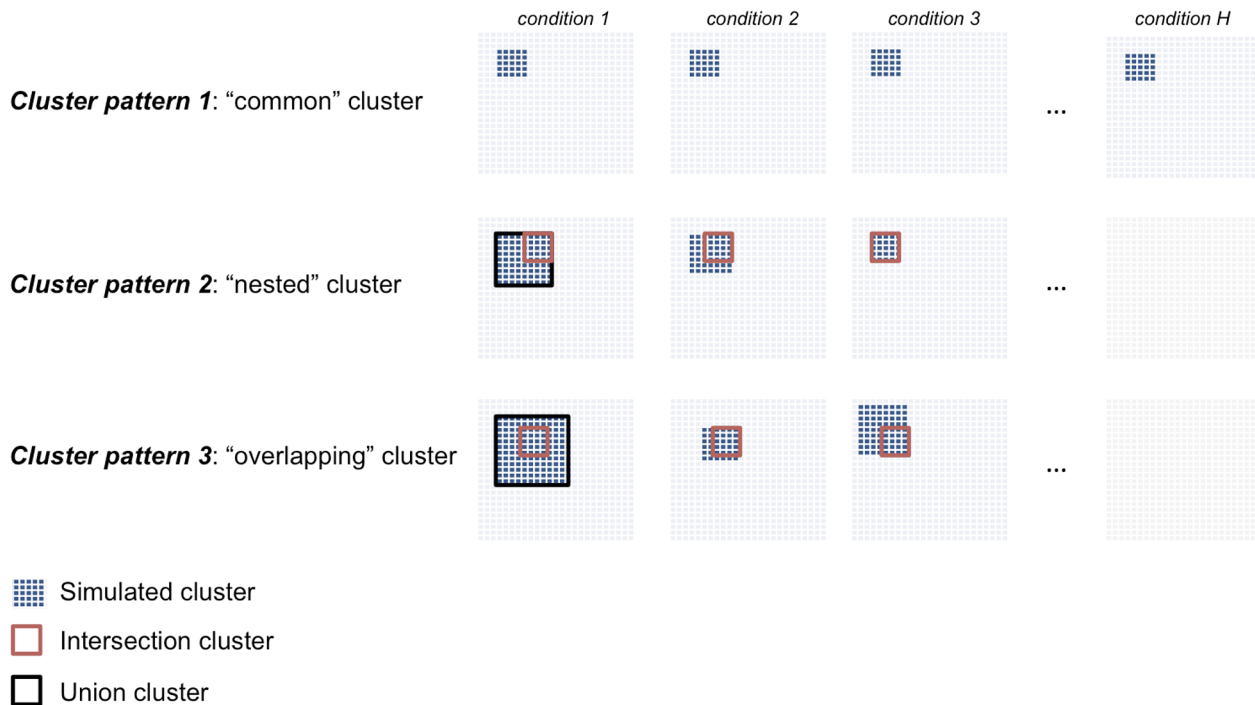 condition 1 condition 2 condition 3 condition H
Cluster pattern 1: “common” cluster
...
Cluster pattern 2: “nested” cluster
...
Cluster pattern 3: “overlapping” cluster
...
Simulated cluster
Intersection cluster
Union cluster